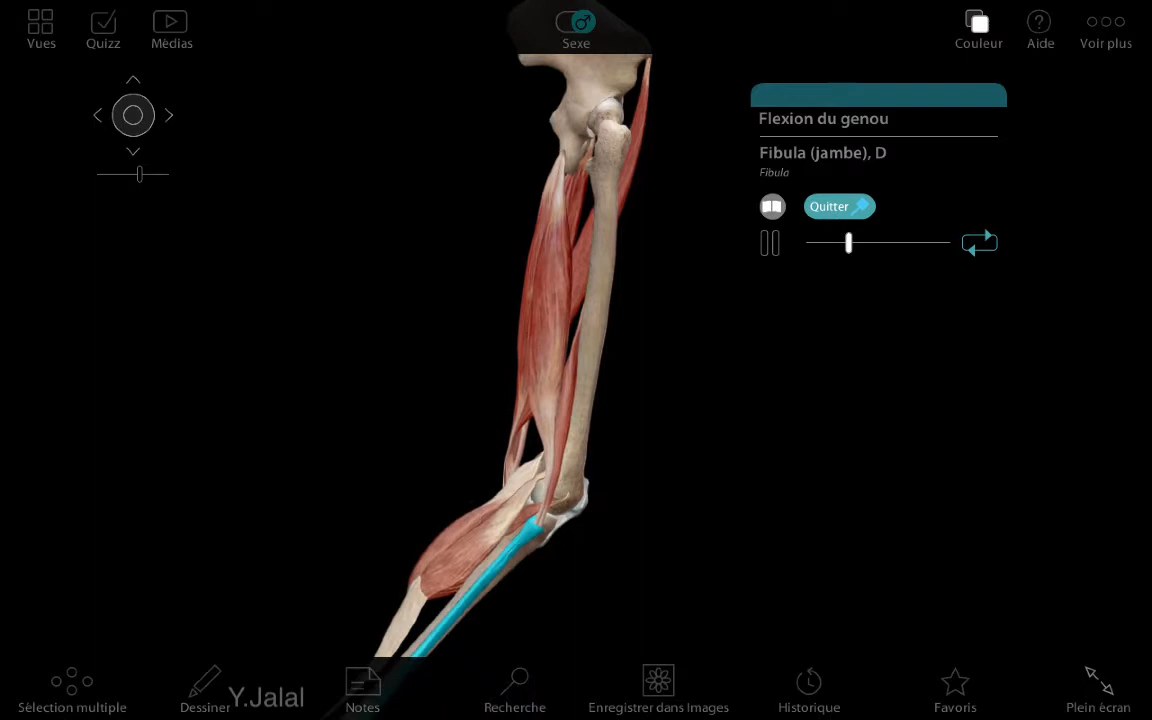 Vues
Quizz
Médias
Sexe
Couleur
Aide
Voir plus
Flexion du genou
Fibula (jambe), D
Fibula
Quitter
Sélection multiple
Dessiner
Y.Jalal
Notes
Recherche
Enregistrer dans Images
Historique
Favoris
Plein écran